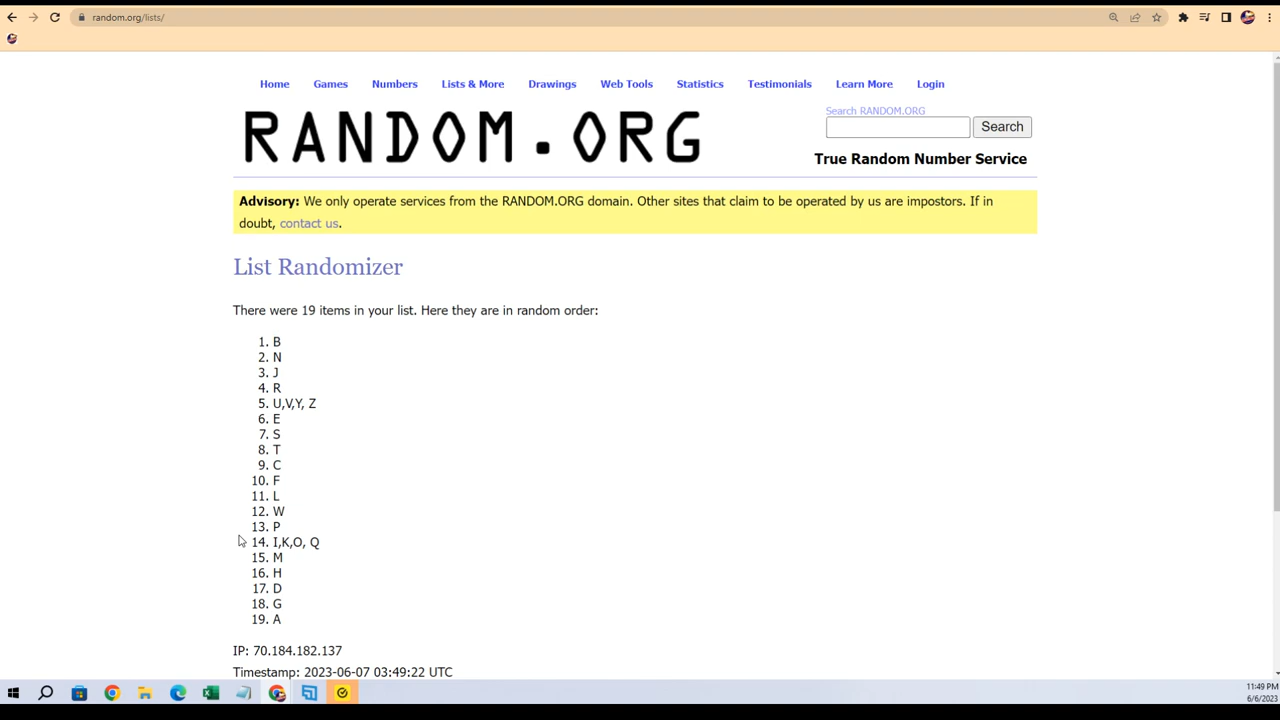 random.org/lists/
Home Games Numbers Lists & More Drawings Web Tools Statistics Testimonials Learn More Login
RANDOM.ORG
Search RANDOM.ORG
Search
True Random Number Service
Advisory: We only operate services from the RANDOM.ORG domain. Other sites that claim to be operated by us are impostors. If in
doubt, contact us.
List Randomizer
There were 19 items in your list. Here they are in random order:
1. B
2. N
3. J
4. R
5. U,V,Y, Z
6. E
7. S
8. T
9. C
10. F
11. L
12. W
13. P
14. I,K,O, Q
15. M
16. H
17. D
18. G
19. A
IP: 70.184.182.137
Timestamp: 2023-06-07 03:49:22 UTC
11:49 PM
6/6/2023